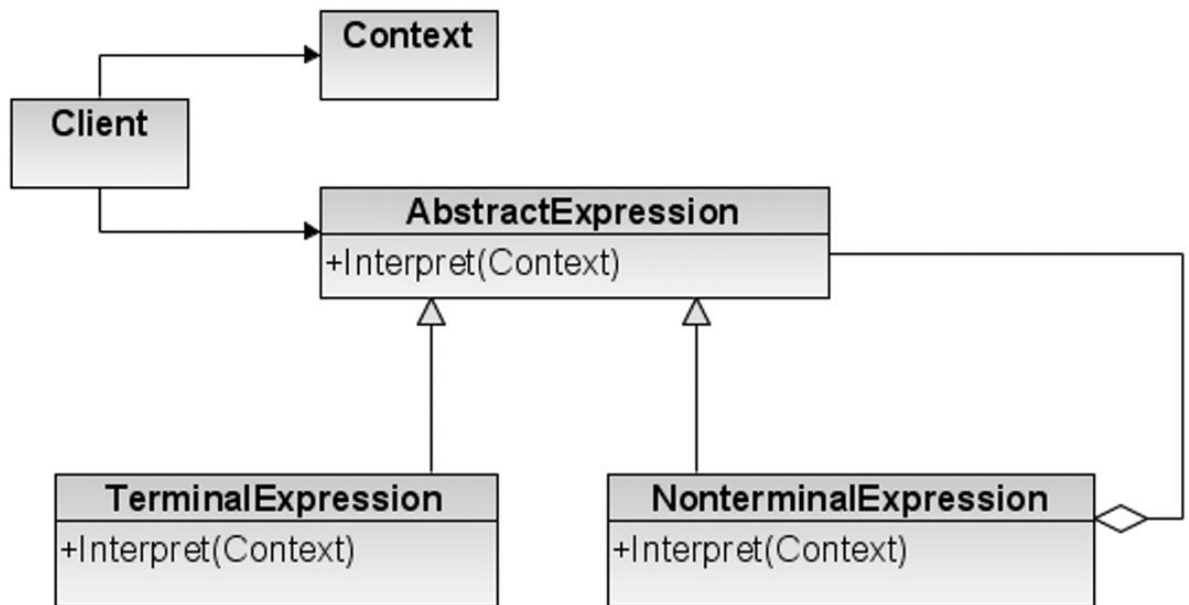 Context
Client
AbstractExpression
+Interpret(Context)
TerminalExpression
+Interpret(Context)
NonterminalExpression
+Interpret(Context)